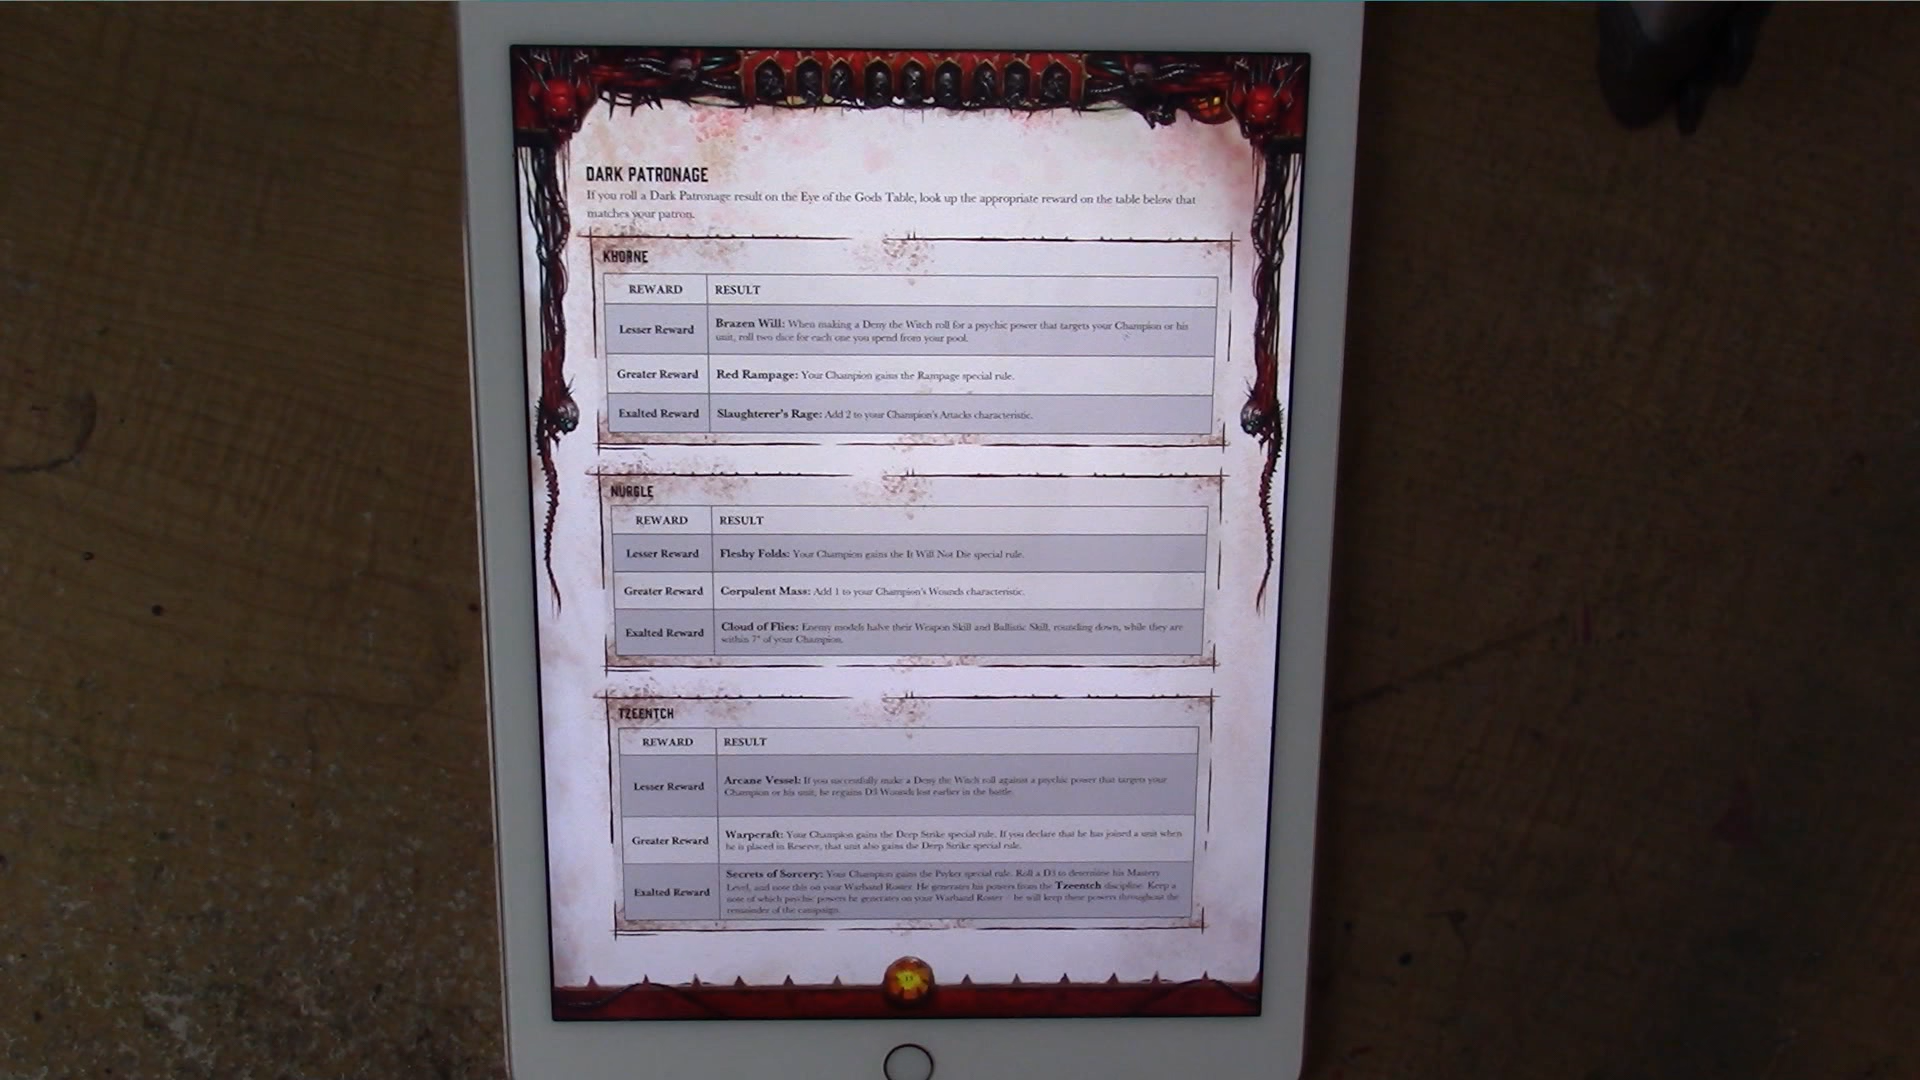 DARK PATRONAGE
If you roll a Dark Patronage result on the Eye of the Gods Table, look up the appropriate reward on the table below that
matches your patron.
KHORNE
REWARD RESULT
Lesser Reward
Brazen Will: When making a Deny the Witch roll for a psychic power that targets your Champion or his
unit, roll two dice for each one you spend from your pool.
Greater Reward Red Rampage: Your Champion gains the Rampage special rule.
Exalted Reward Slaughterer's Rage: Add 2 to your Champion's Attacks characteristic.
NURGLE
REWARD RESULT
Lesser Reward Fleshy Folds: Your Champion gains the It Will Not Die special rule.
Greater Reward Corpulent Mass: Add 1 to your Champion's Wounds characteristic.
Exalted Reward
Cloud of Flies: Enemy models halve their Weapon Skill and Ballistic Skill, rounding down, while they are
within 7" of your Champion.
TZEENTCH
REWARD RESULT
Lesser Reward
Arcane Vessel: If you successfully make a Deny the Witch roll against a psychic power that targets your
Champion or his unit, he regains D3 Wounds lost earlier in the battle.
Greater Reward
Warpcraft: Your Champion gains the Deep Strike special rule. If you declare that he has joined a unit when
he is placed in Reserve, that unit also gains the Deep Strike special rule.
Exalted Reward
Secrets of Sorcery: Your Champion gains the Psyker special rule. Roll a D3 to determine his Mastery
Level, and note this on your Warband Roster. He generates his powers from the Tzeentch discipline. Keep a
note of which psychic powers he generates on your Warband Roster – he will keep these powers throughout the
remainder of the campaign.